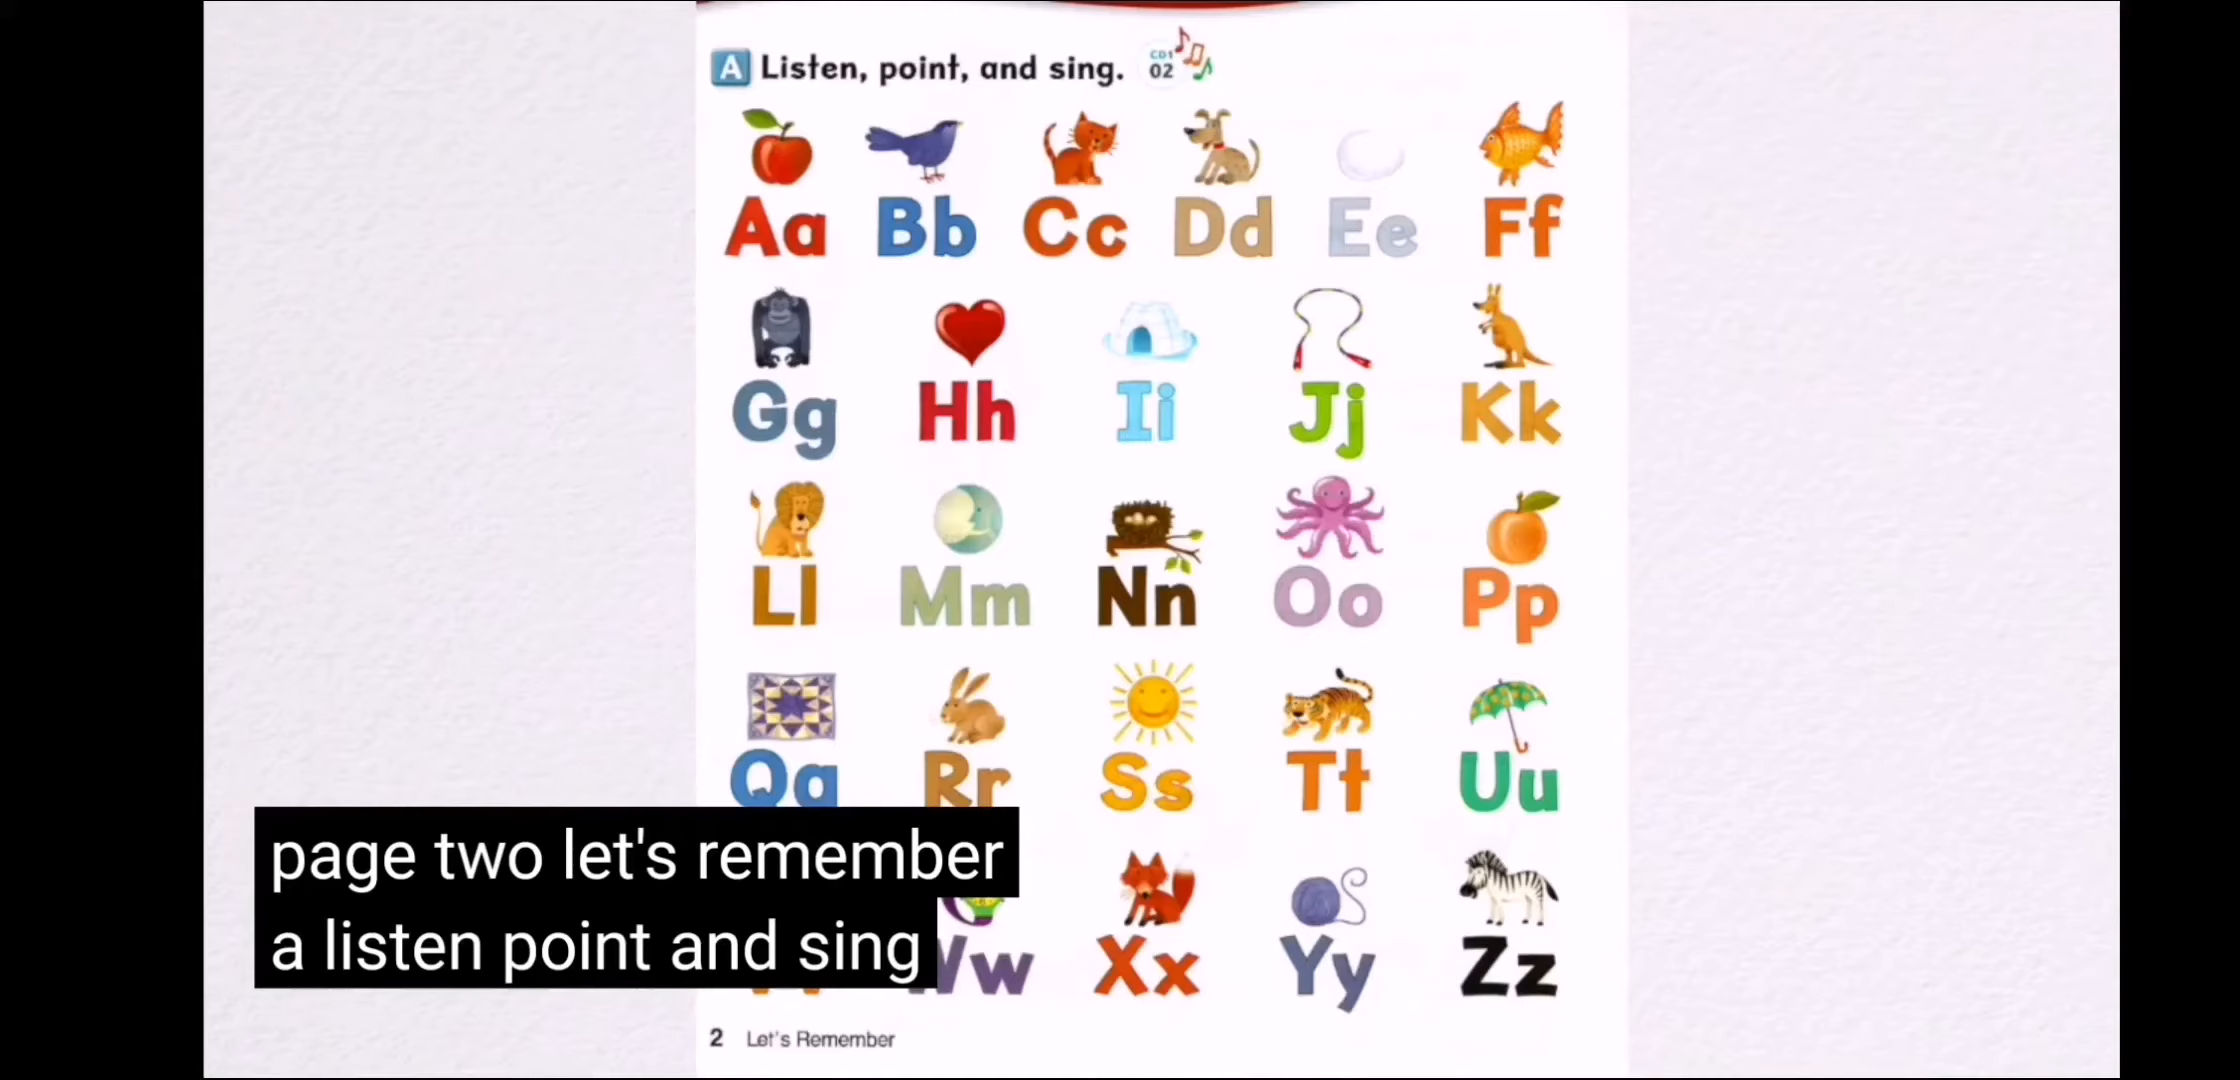 A Listen, point, and sing. CD1 02
Aa Bb Cc Dd Ee Ff
Gg Hh Ii Jj Kk
Ll Mm Nn Oo Pp
Qq Rr Ss Tt Uu
Ww Xx Yy Zz
page two let's remember
a listen point and sing
2 Let's Remember